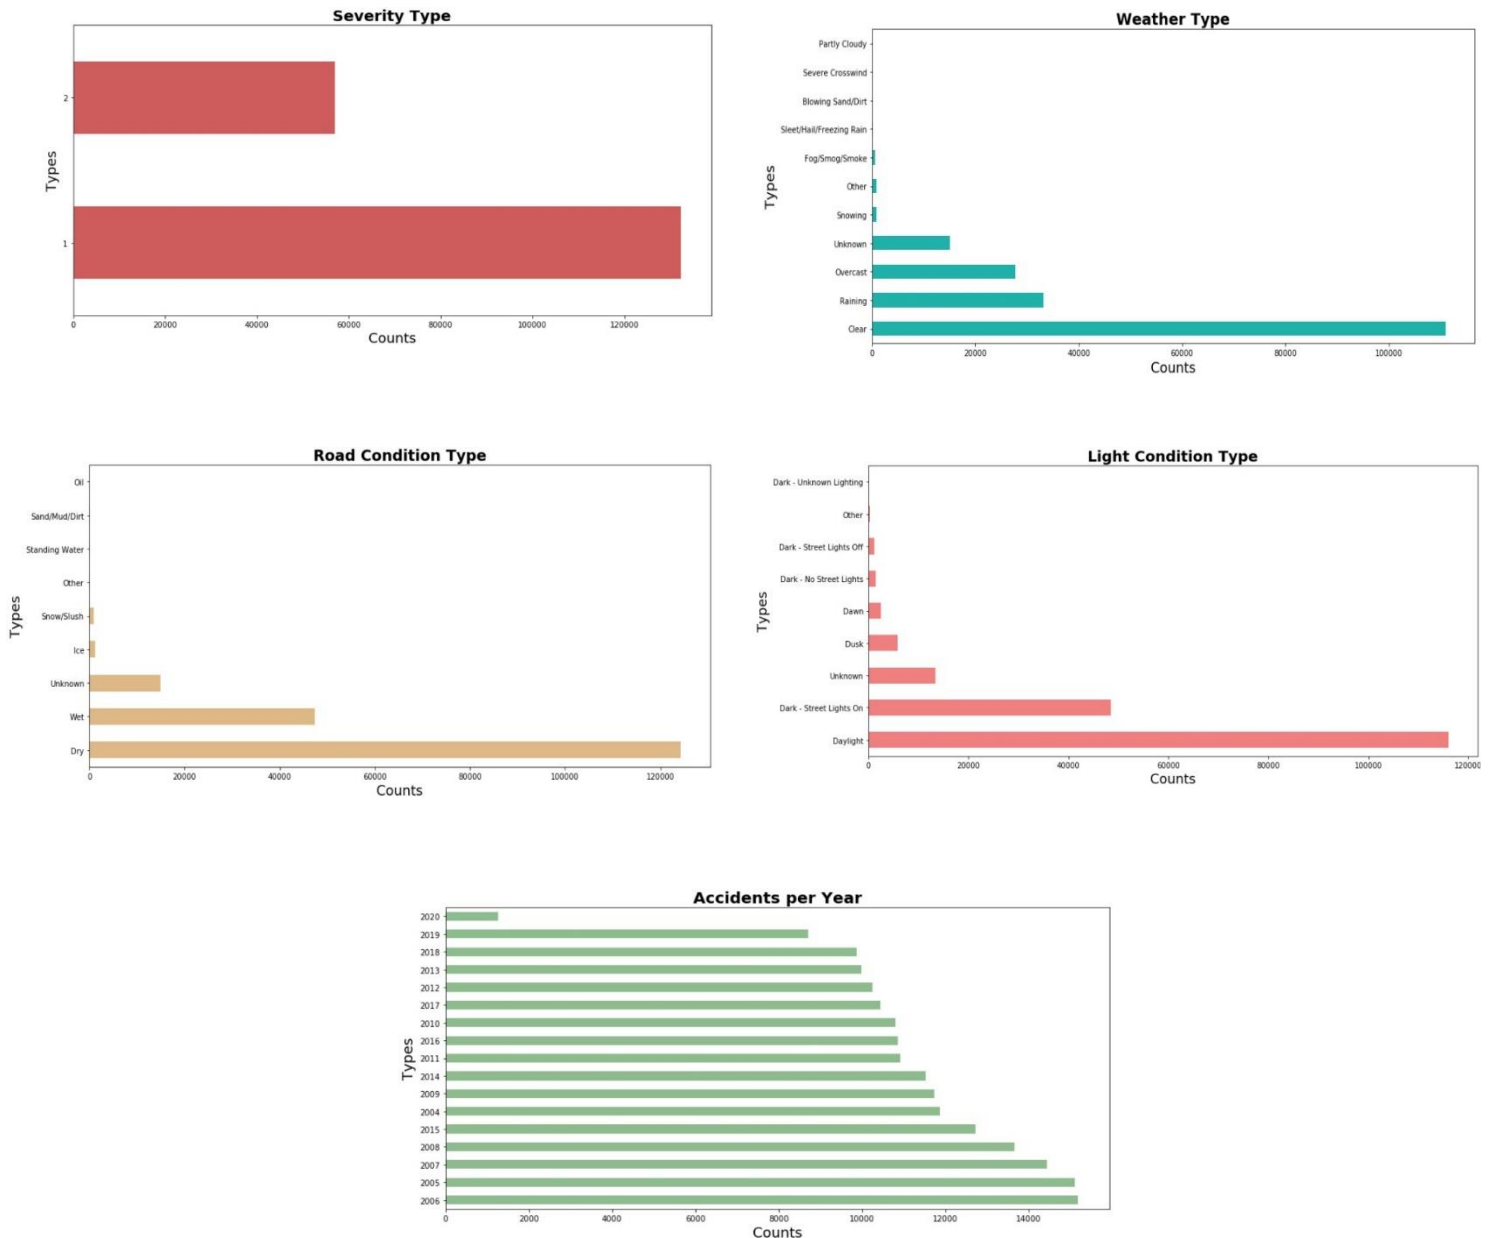 Severity Type
2
1
Types
0 20000 40000 60000 80000 100000 120000
Counts
Weather Type
Partly Cloudy
Severe Crosswind
Blowing Sand/Dirt
Sleet/Hail/Freezing Rain
Fog/Smog/Smoke
Other
Snowing
Unknown
Overcast
Raining
Clear
Types
0 20000 40000 60000 80000 100000
Counts
Road Condition Type
Oil
Sand/Mud/Dirt
Standing Water
Other
Snow/Slush
Ice
Unknown
Wet
Dry
Types
0 20000 40000 60000 80000 100000 120000
Counts
Light Condition Type
Dark - Unknown Lighting
Other
Dark - Street Lights Off
Dark - No Street Lights
Dawn
Dusk
Unknown
Dark - Street Lights On
Daylight
Types
0 20000 40000 60000 80000 100000 120000
Counts
Accidents per Year
2020
2019
2018
2013
2012
2017
2010
2016
2011
2014
2009
2004
2015
2008
2007
2005
2006
Types
0 2000 4000 6000 8000 10000 12000 14000
Counts